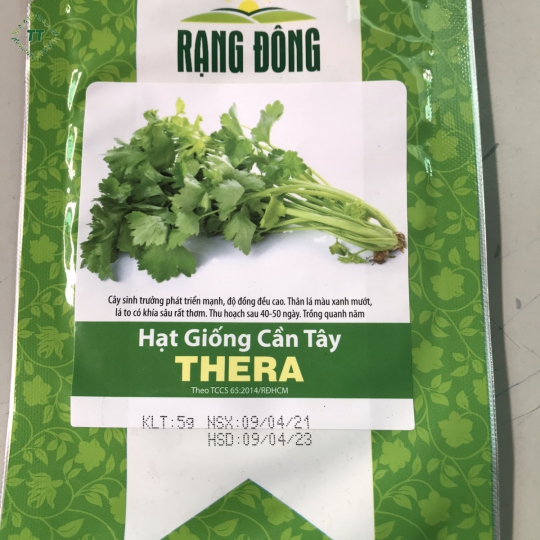 TT
RẠNG ĐÔNG
Cây sinh trưởng phát triển mạnh, độ đồng đều cao. Thân lá màu xanh mướt,
lá to có khía sâu rất thơm. Thu hoạch sau 40-50 ngày. Trồng quanh năm
Hạt Giống Cần Tây
THERA
Theo TCCS 65:2014/RĐHCM
KLT:5g NSX:09/04/21
HSD:09/04/23